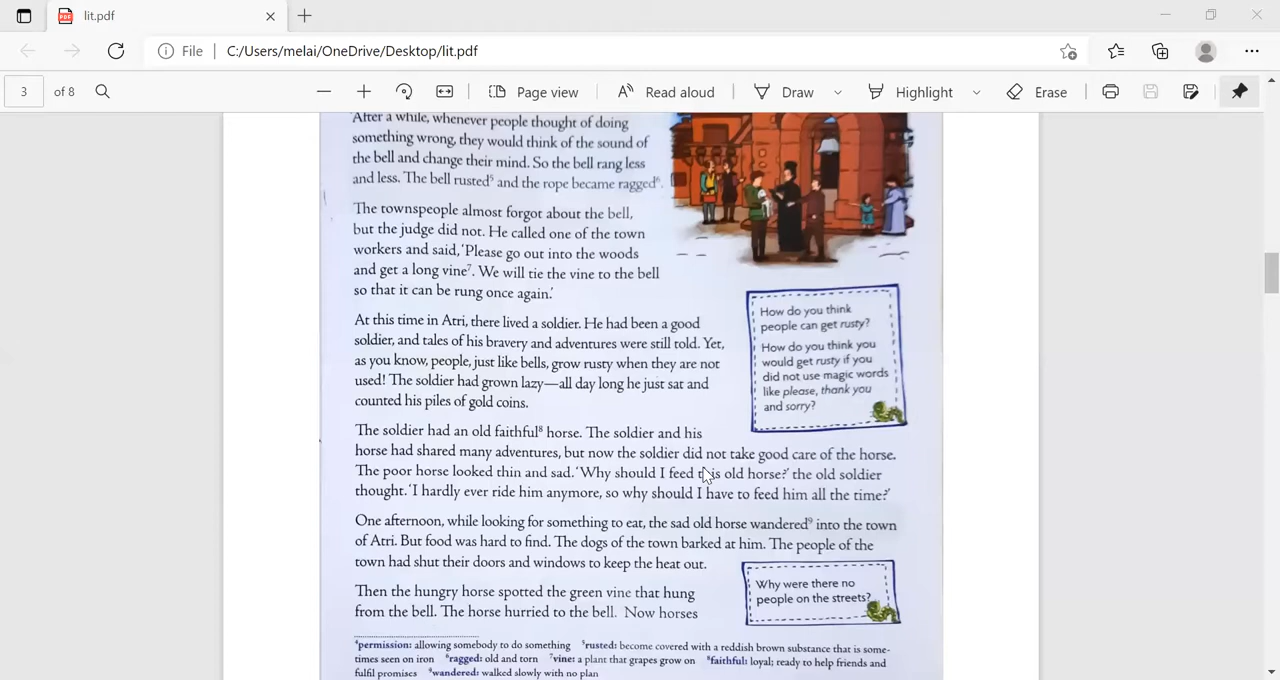 lit.pdf
File
C:/Users/melai/OneDrive/Desktop/lit.pdf
3 of 8
Page view
Read aloud
Draw
Highlight
Erase
After a while, whenever people thought of doing
something wrong, they would think of the sound of
the bell and change their mind. So the bell rang less
and less. The bell rusted⁵ and the rope became ragged⁶.
The townspeople almost forgot about the bell,
but the judge did not. He called one of the town
workers and said, ‘Please go out into the woods
and get a long vine⁷. We will tie the vine to the bell
so that it can be rung once again.’
At this time in Atri, there lived a soldier. He had been a good
soldier, and tales of his bravery and adventures were still told. Yet,
as you know, people, just like bells, grow rusty when they are not
used! The soldier had grown lazy—all day long he just sat and
counted his piles of gold coins.
How do you think
people can get rusty?
How do you think you
would get rusty if you
did not use magic words
like please, thank you
and sorry?
The soldier had an old faithful⁸ horse. The soldier and his
horse had shared many adventures, but now the soldier did not take good care of the horse.
The poor horse looked thin and sad. ‘Why should I feed this old horse?’ the old soldier
thought. ‘I hardly ever ride him anymore, so why should I have to feed him all the time?’
One afternoon, while looking for something to eat, the sad old horse wandered⁹ into the town
of Atri. But food was hard to find. The dogs of the town barked at him. The people of the
town had shut their doors and windows to keep the heat out.
Then the hungry horse spotted the green vine that hung
from the bell. The horse hurried to the bell. Now horses
Why were there no
people on the streets?
⁴permission: allowing somebody to do something ⁵rusted: become covered with a reddish brown substance that is some-
times seen on iron ⁶ragged: old and torn ⁷vine: a plant that grapes grow on ⁸faithful: loyal; ready to help friends and
fulfil promises ⁹wandered: walked slowly with no plan